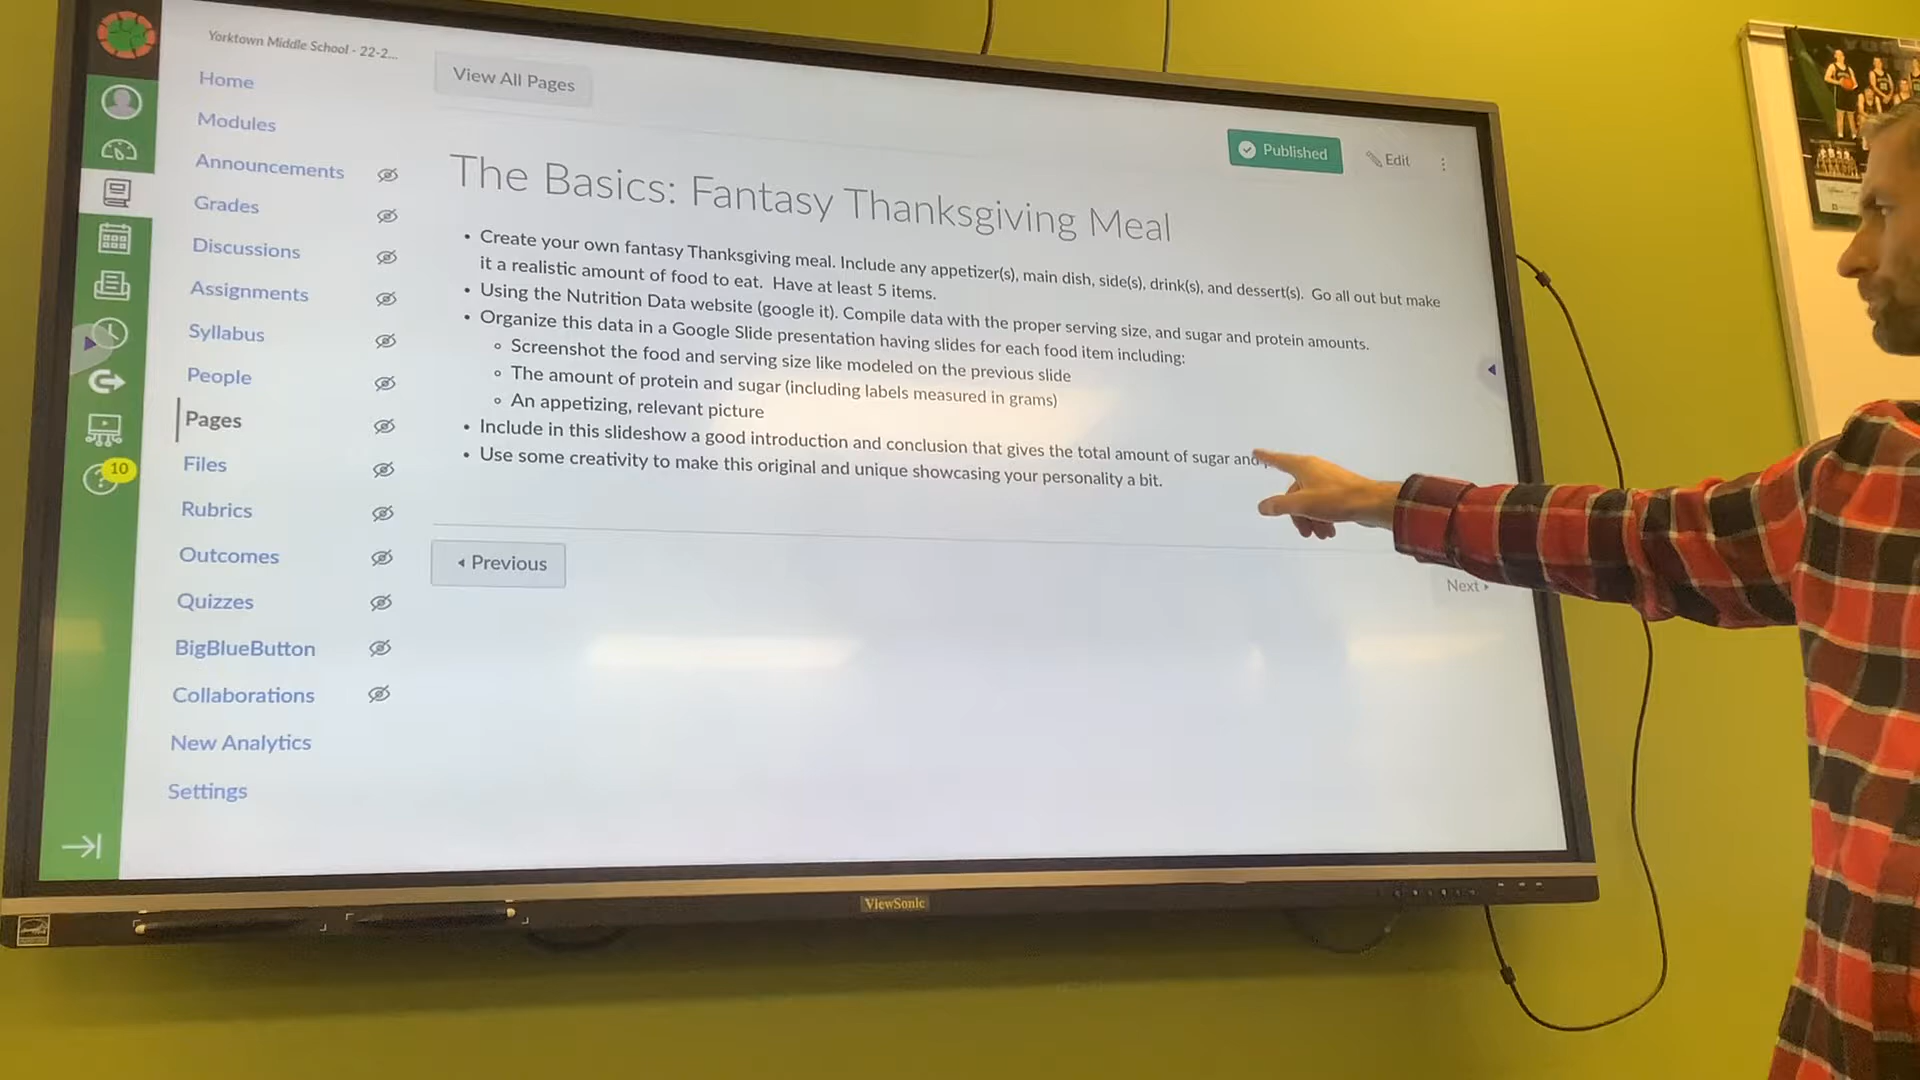 Yorktown Middle School - 22-2...
Home
Modules
Announcements
Grades
Discussions
Assignments
Syllabus
People
Pages
Files
Rubrics
Outcomes
Quizzes
BigBlueButton
Collaborations
New Analytics
Settings
10
View All Pages
Published
Edit
The Basics: Fantasy Thanksgiving Meal
• Create your own fantasy Thanksgiving meal. Include any appetizer(s), main dish, side(s), drink(s), and dessert(s). Go all out but make
it a realistic amount of food to eat. Have at least 5 items.
• Using the Nutrition Data website (google it). Compile data with the proper serving size, and sugar and protein amounts.
• Organize this data in a Google Slide presentation having slides for each food item including:
◦ Screenshot the food and serving size like modeled on the previous slide
◦ The amount of protein and sugar (including labels measured in grams)
◦ An appetizing, relevant picture
• Include in this slideshow a good introduction and conclusion that gives the total amount of sugar and
• Use some creativity to make this original and unique showcasing your personality a bit.
Previous
Next
ViewSonic